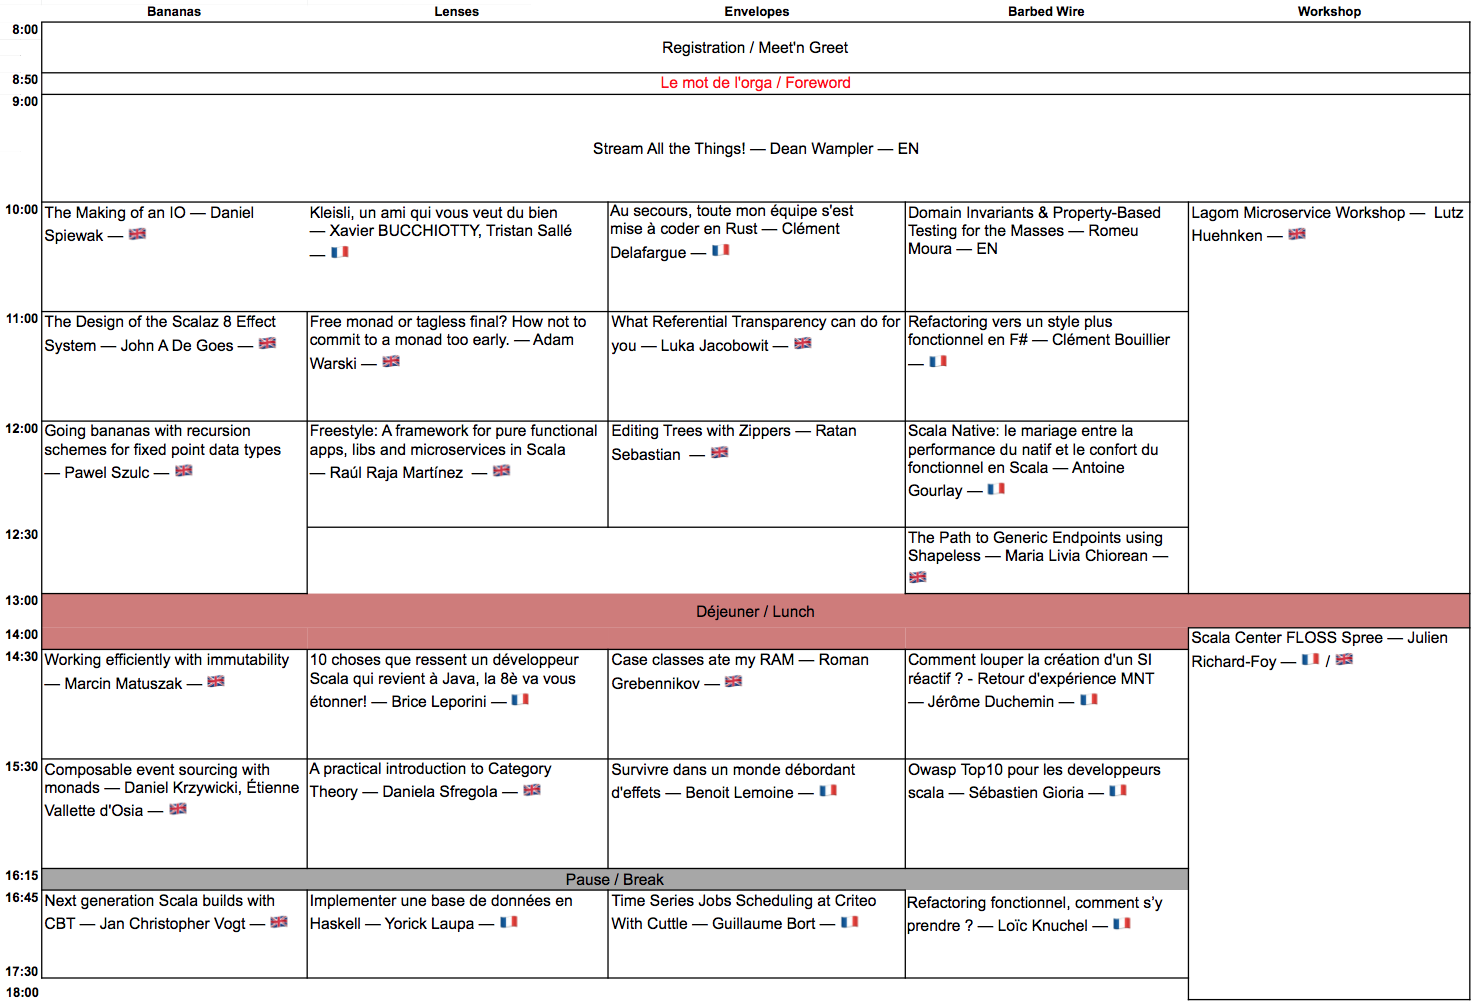 Bananas
Lenses
Envelopes
Barbed Wire
Workshop
8:00
Registration / Meet'n Greet
8:50
Le mot de l'orga / Foreword
9:00
Stream All the Things! — Dean Wampler — EN
10:00
The Making of an IO — Daniel
Spiewak —
Kleisli, un ami qui vous veut du bien
— Xavier BUCCHIOTTY, Tristan Sallé
—
Au secours, toute mon équipe s'est
mise à coder en Rust — Clément
Delafargue —
Domain Invariants & Property-Based
Testing for the Masses — Romeu
Moura — EN
Lagom Microservice Workshop — Lutz
Huehnken —
11:00
The Design of the Scalaz 8 Effect
System — John A De Goes —
Free monad or tagless final? How not to
commit to a monad too early. — Adam
Warski —
What Referential Transparency can do for
you — Luka Jacobowit —
Refactoring vers un style plus
fonctionnel en F# — Clément Bouillier
—
12:00
Going bananas with recursion
schemes for fixed point data types
— Pawel Szulc —
Freestyle: A framework for pure functional
apps, libs and microservices in Scala
— Raúl Raja Martínez —
Editing Trees with Zippers — Ratan
Sebastian —
Scala Native: le mariage entre la
performance du natif et le confort du
fonctionnel en Scala — Antoine
Gourlay —
12:30
The Path to Generic Endpoints using
Shapeless — Maria Livia Chiorean —
13:00
Déjeuner / Lunch
14:00
Scala Center FLOSS Spree — Julien
Richard-Foy — /
14:30
Working efficiently with immutability
— Marcin Matuszak —
10 choses que ressent un développeur
Scala qui revient à Java, la 8è va vous
étonner! — Brice Leporini —
Case classes ate my RAM — Roman
Grebennikov —
Comment louper la création d'un SI
réactif ? - Retour d'expérience MNT
— Jérôme Duchemin —
15:30
Composable event sourcing with
monads — Daniel Krzywicki, Étienne
Vallette d'Osia —
A practical introduction to Category
Theory — Daniela Sfregola —
Survivre dans un monde débordant
d'effets — Benoit Lemoine —
Owasp Top10 pour les developpeurs
scala — Sébastien Gioria —
16:15
Pause / Break
16:45
Next generation Scala builds with
CBT — Jan Christopher Vogt —
Implementer une base de données en
Haskell — Yorick Laupa —
Time Series Jobs Scheduling at Criteo
With Cuttle — Guillaume Bort —
Refactoring fonctionnel, comment s'y
prendre ? — Loïc Knuchel —
17:30
18:00